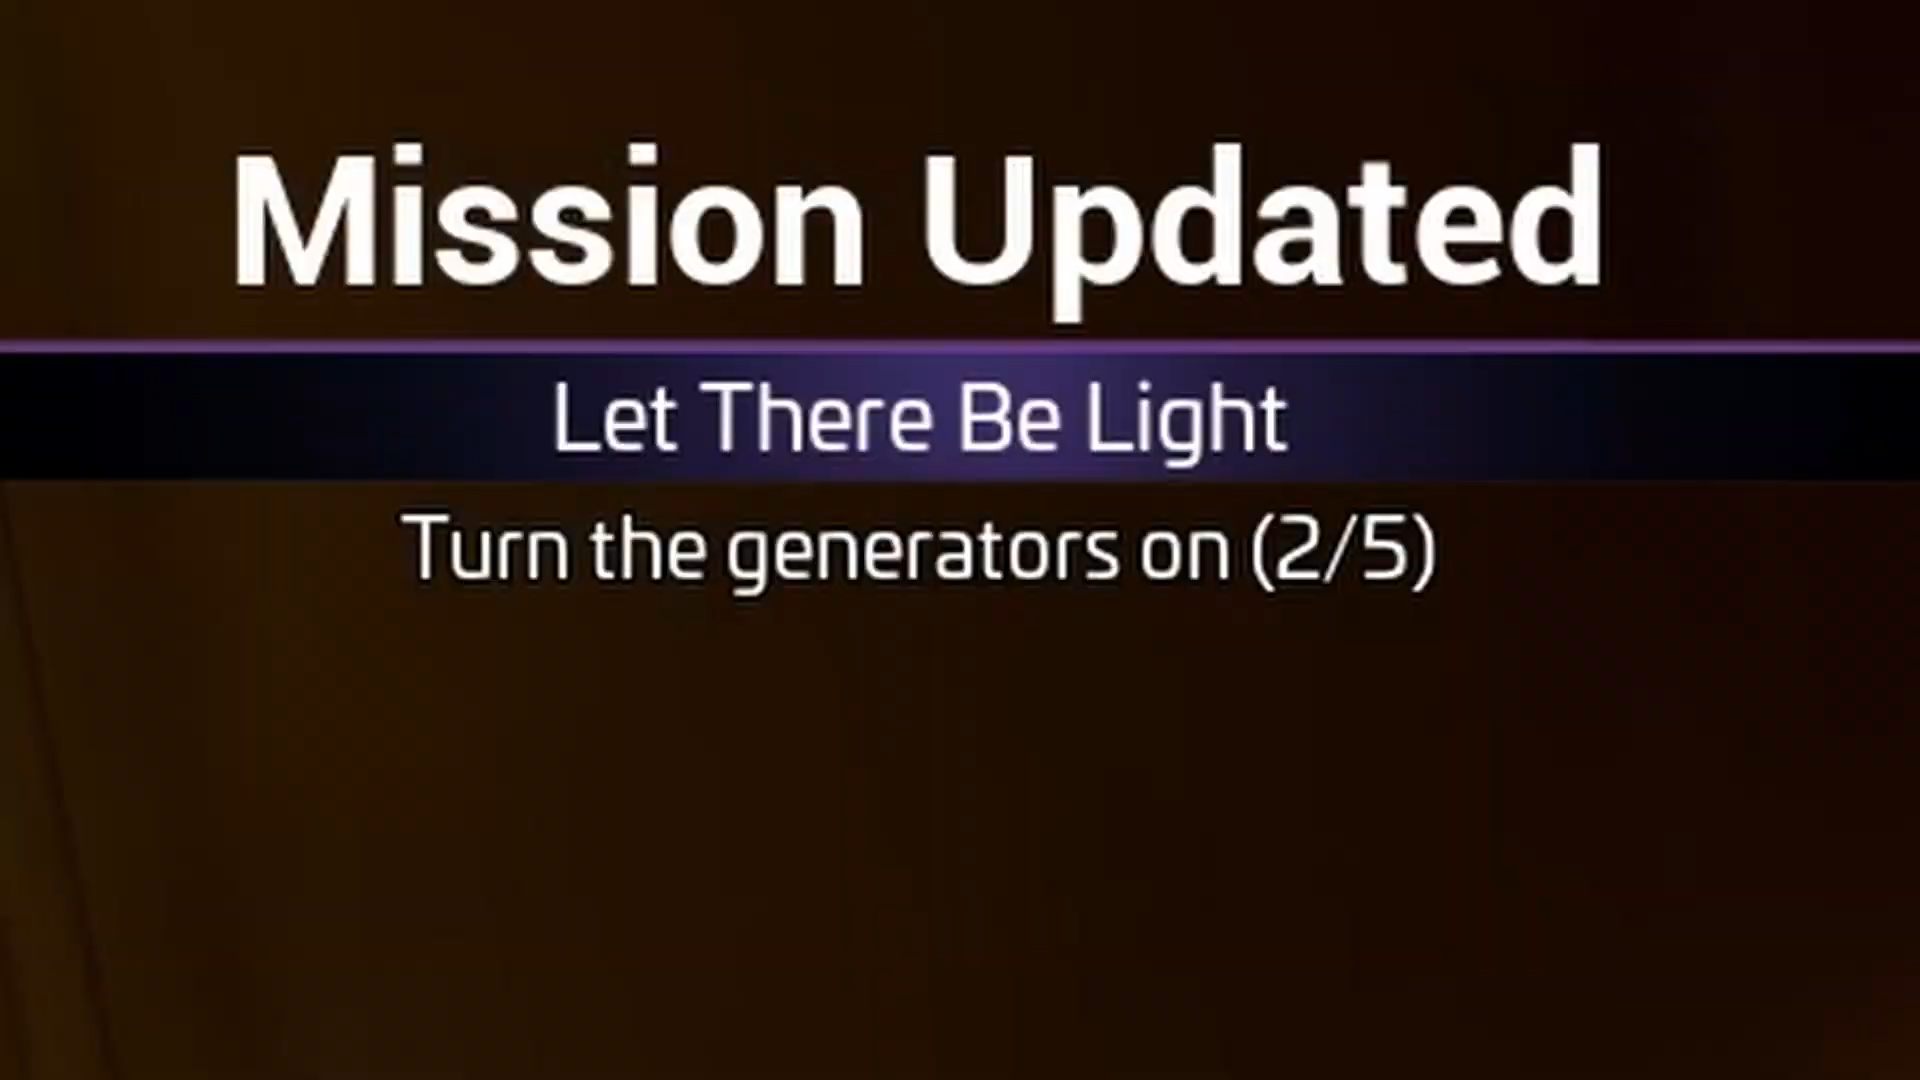 Mission Updated
Let There Be Light
Turn the generators on (2/5)